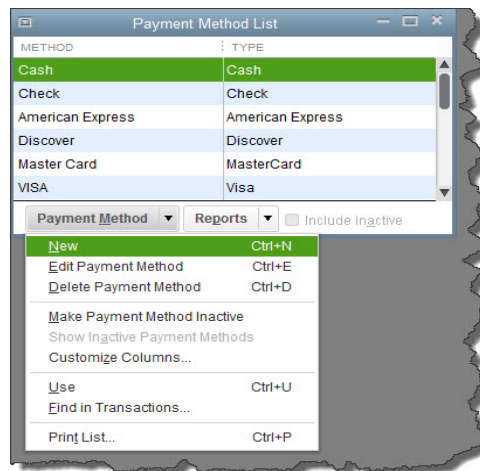 Payment Method List
METHOD TYPE
Cash Cash
Check Check
American Express American Express
Discover Discover
Master Card MasterCard
VISA Visa
Payment Method Reports Include inactive
New Ctrl+N
Edit Payment Method Ctrl+E
Delete Payment Method Ctrl+D
Make Payment Method Inactive
Show Inactive Payment Methods
Customize Columns...
Use Ctrl+U
Find in Transactions...
Print List... Ctrl+P